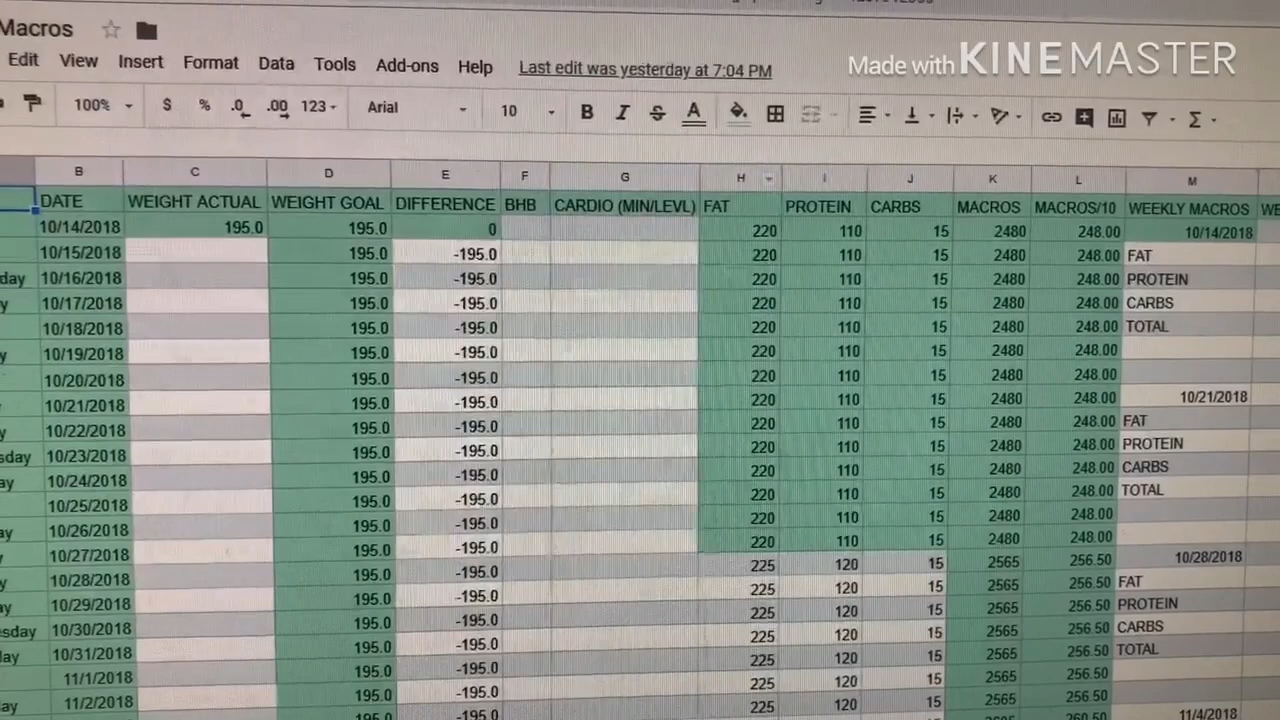 Macros
Made with KINEMASTER
Edit View Insert Format Data Tools Add-ons Help Last edit was yesterday at 7:04 PM
100% $ % .0 .00 123 Arial 10 B I S A
B C D E F G H I J K L M
DATE WEIGHT ACTUAL WEIGHT GOAL DIFFERENCE BHB CARDIO (MIN/LEVL) FAT PROTEIN CARBS MACROS MACROS/10 WEEKLY MACROS WE
10/14/2018 195.0 195.0 0 220 110 15 2480 248.00 10/14/2018
10/15/2018 195.0 -195.0 220 110 15 2480 248.00 FAT
day 10/16/2018 195.0 -195.0 220 110 15 2480 248.00 PROTEIN
y 10/17/2018 195.0 -195.0 220 110 15 2480 248.00 CARBS
10/18/2018 195.0 -195.0 220 110 15 2480 248.00 TOTAL
y 10/19/2018 195.0 -195.0 220 110 15 2480 248.00
10/20/2018 195.0 -195.0 220 110 15 2480 248.00
10/21/2018 195.0 -195.0 220 110 15 2480 248.00 10/21/2018
y 10/22/2018 195.0 -195.0 220 110 15 2480 248.00 FAT
sday 10/23/2018 195.0 -195.0 220 110 15 2480 248.00 PROTEIN
ay 10/24/2018 195.0 -195.0 220 110 15 2480 248.00 CARBS
10/25/2018 195.0 -195.0 220 110 15 2480 248.00 TOTAL
ay 10/26/2018 195.0 -195.0 220 110 15 2480 248.00
10/27/2018 195.0 -195.0 220 110 15 2480 248.00
y 10/28/2018 195.0 -195.0 225 120 15 2565 256.50 10/28/2018
ay 10/29/2018 195.0 -195.0 225 120 15 2565 256.50 FAT
sday 10/30/2018 195.0 -195.0 225 120 15 2565 256.50 PROTEIN
lay 10/31/2018 195.0 -195.0 225 120 15 2565 256.50 CARBS
11/1/2018 195.0 -195.0 225 120 15 2565 256.50 TOTAL
ay 11/2/2018 195.0 -195.0 225 120 15 2565 256.50
195.0 -195.0 225 120 15 2565 256.50
11/4/2018